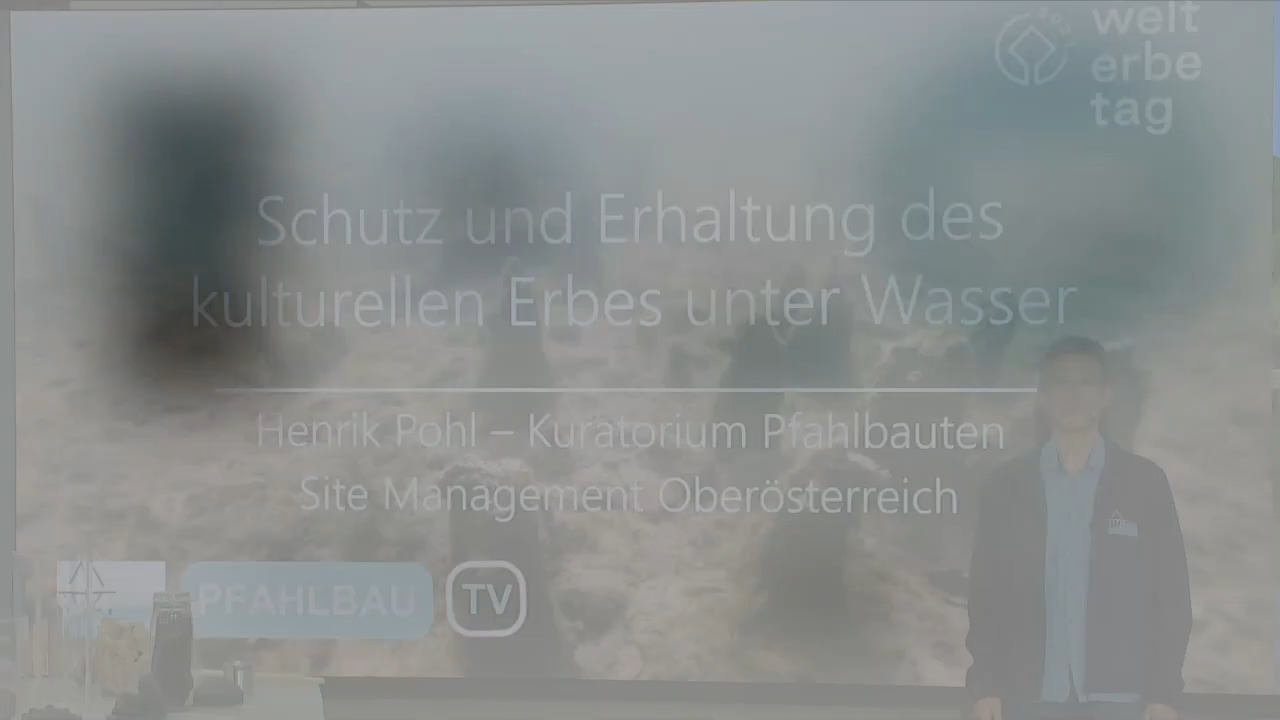 welt
erbe
tag
Schutz und Erhaltung des
kulturellen Erbes unter Wasser
Henrik Pohl – Kuratorium Pfahlbauten
Site Management Oberösterreich
PFAHLBAU TV